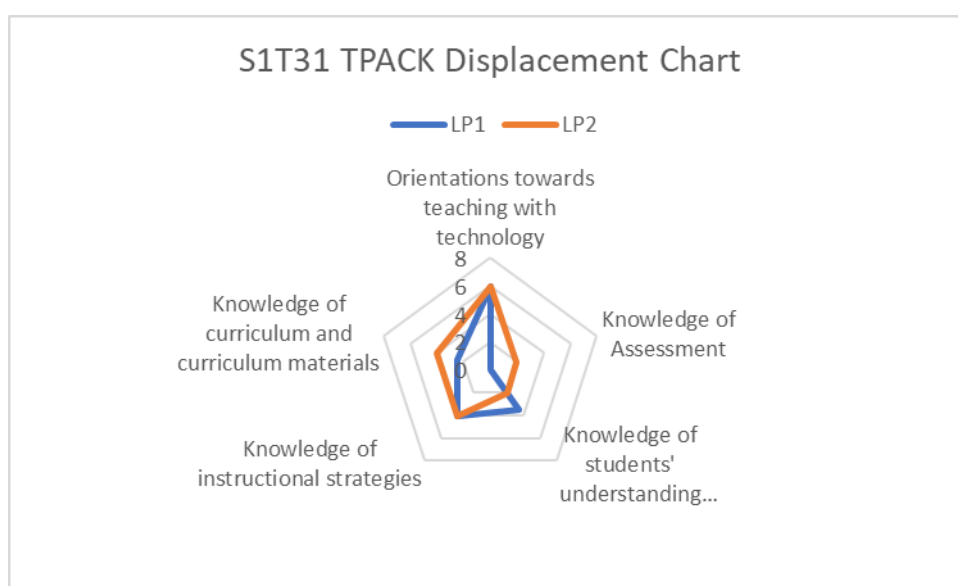 S1T31 TPACK Displacement Chart
LP1 LP2
Orientations towards
teaching with
technology
8
6
4
2
0
Knowledge of
Assessment
Knowledge of
students'
understanding...
Knowledge of
instructional strategies
Knowledge of
curriculum and
curriculum materials